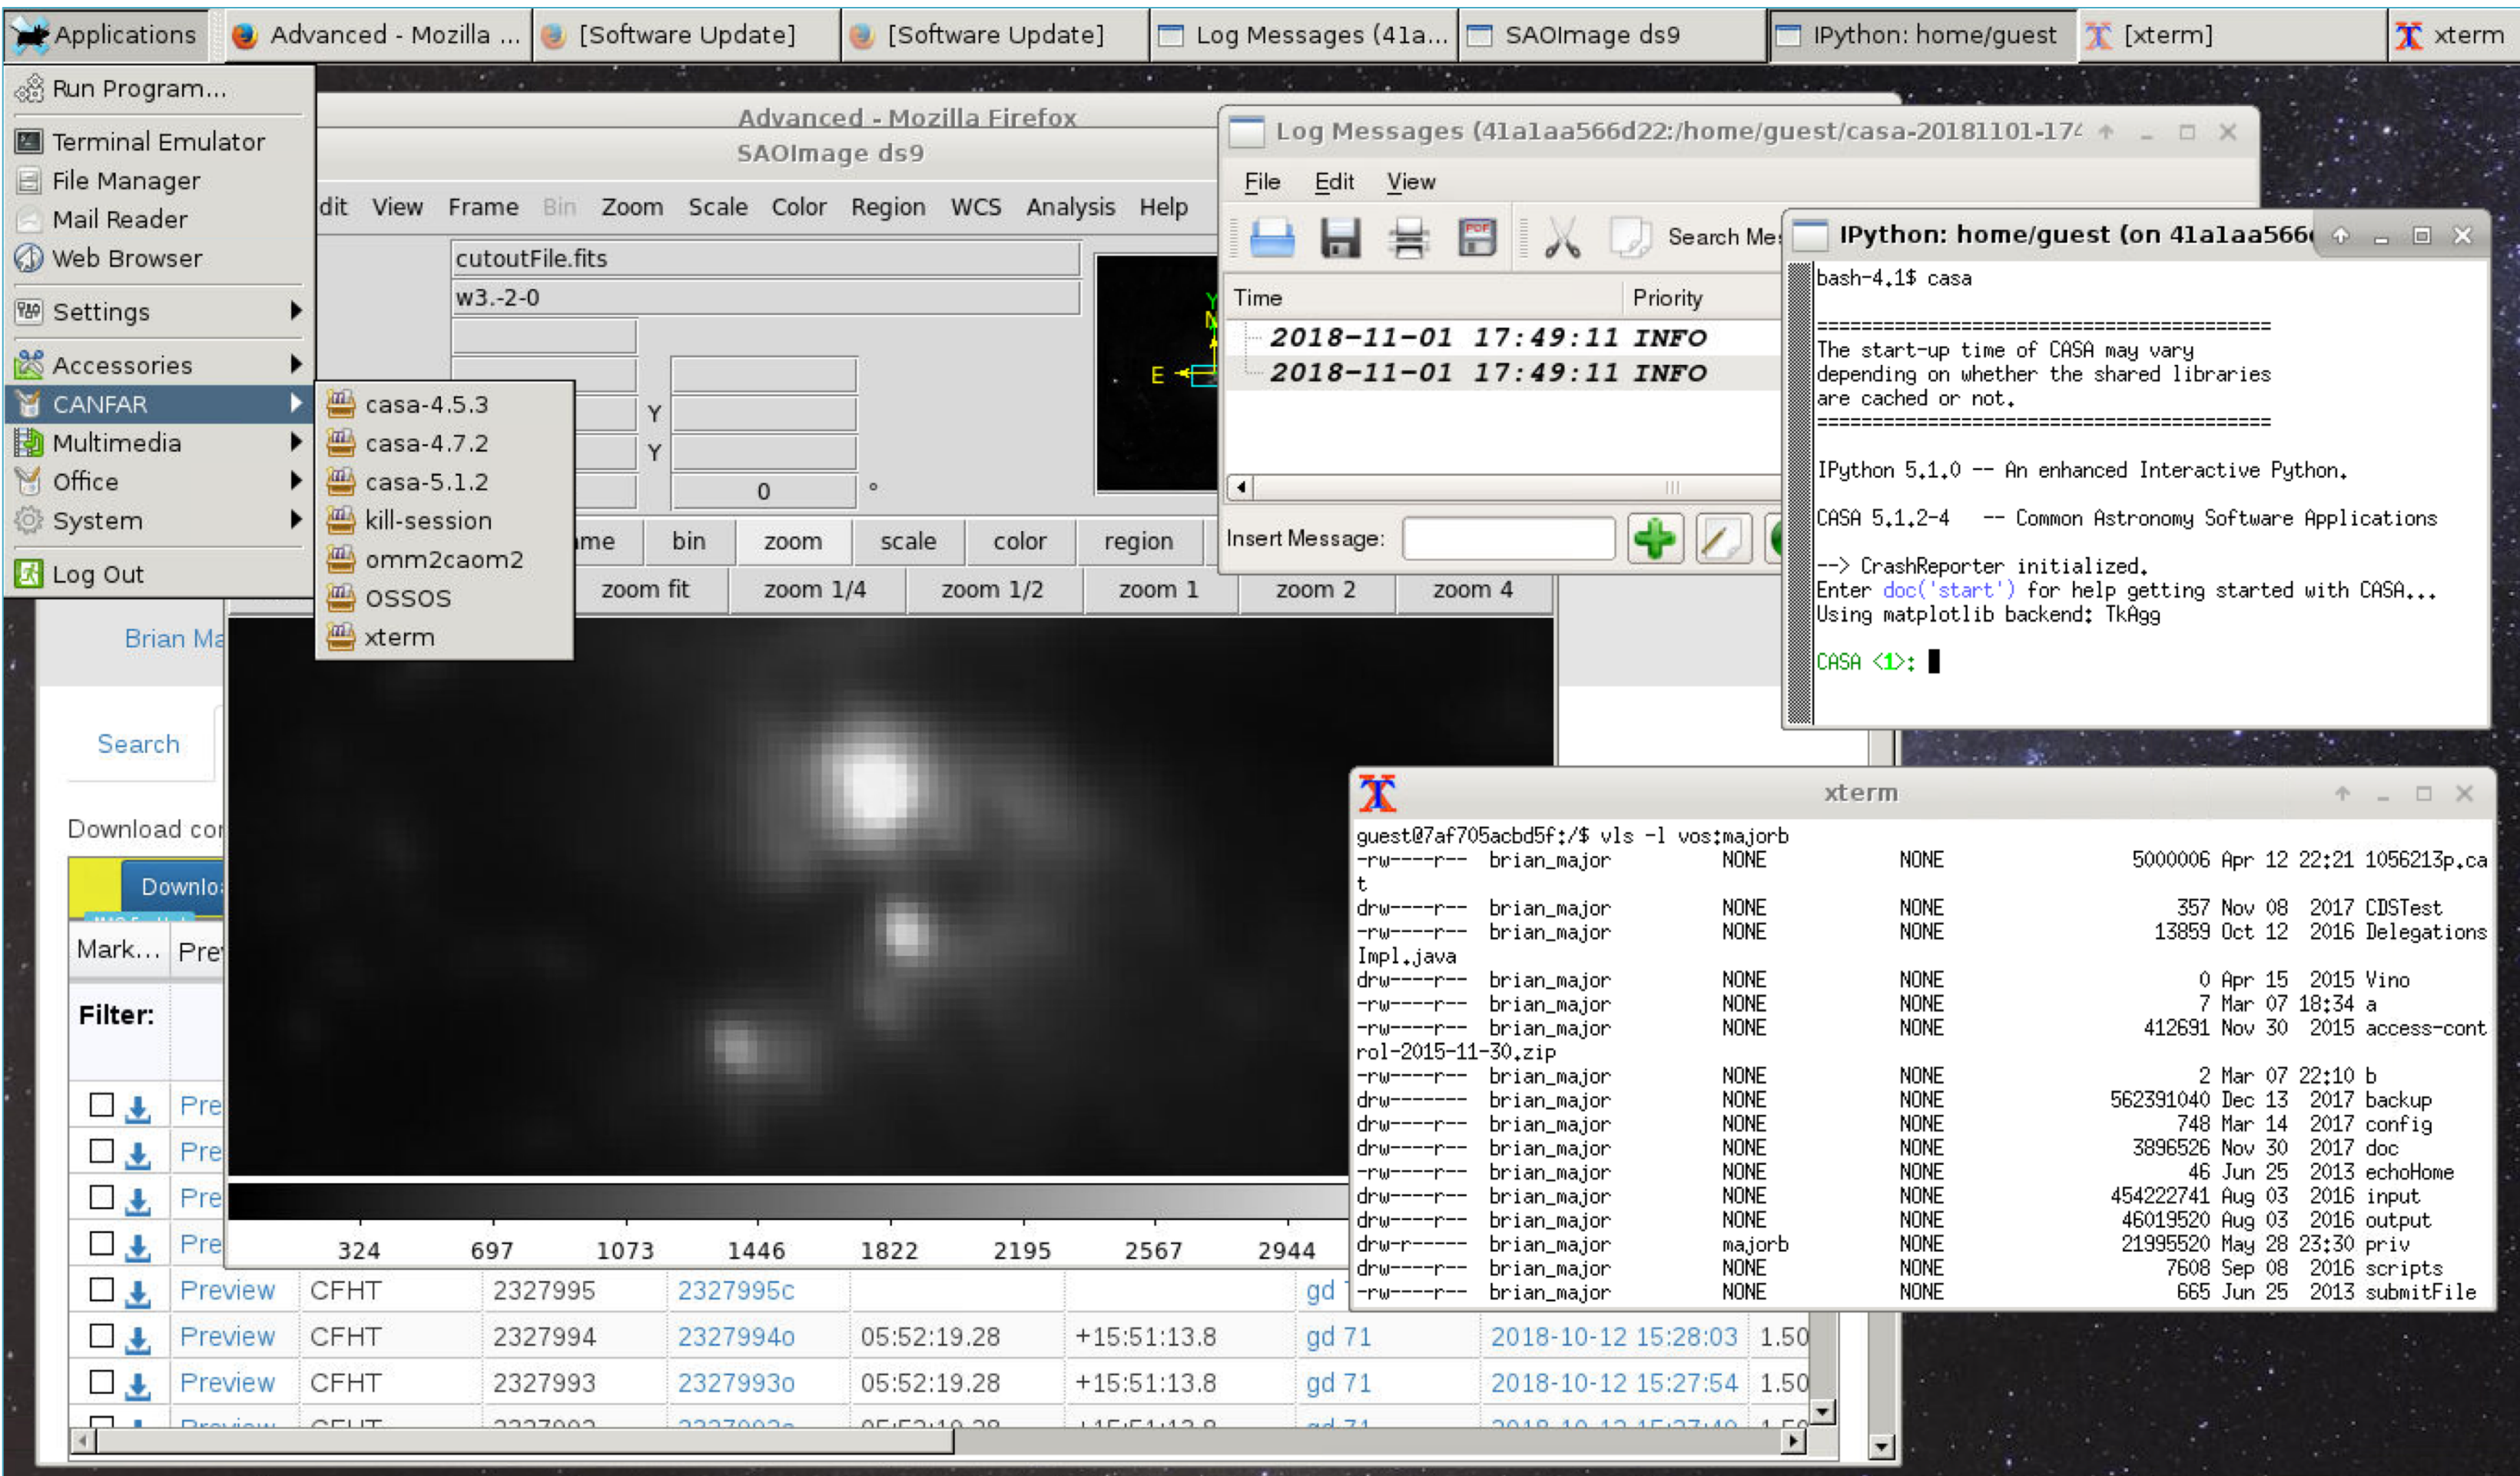 Applications
Advanced - Mozilla ...
[Software Update]
[Software Update]
Log Messages (41a...
SAOImage ds9
IPython: home/guest
[xterm]
xterm
Run Program...
Terminal Emulator
File Manager
Mail Reader
Web Browser
Settings
Accessories
CANFAR
Multimedia
Office
System
Log Out
casa-4.5.3
casa-4.7.2
casa-5.1.2
kill-session
omm2caom2
OSSOS
xterm
Advanced - Mozilla Firefox
SAOImage ds9
dit View Frame Bin Zoom Scale Color Region WCS Analysis Help
cutoutFile.fits
w3.-2-0
Y
Y
0 °
Y
N
E
me bin zoom scale color region
zoom fit zoom 1/4 zoom 1/2 zoom 1 zoom 2 zoom 4
324 697 1073 1446 1822 2195 2567 2944
Log Messages (41a1aa566d22:/home/guest/casa-20181101-174
File Edit View
Search Mes
Time Priority
2018-11-01 17:49:11 INFO
2018-11-01 17:49:11 INFO
Insert Message:
IPython: home/guest (on 41a1aa566
bash-4.1$ casa
=========================================
The start-up time of CASA may vary
depending on whether the shared libraries
are cached or not.
=========================================
IPython 5.1.0 -- An enhanced Interactive Python.
CASA 5.1.2-4 -- Common Astronomy Software Applications
--> CrashReporter initialized.
Enter doc('start') for help getting started with CASA...
Using matplotlib backend: TkAgg
CASA <1>:
xterm
guest@7af705acbd5f:/$ vls -l vos:majorb
-rw----r-- brian_major NONE NONE 5000006 Apr 12 22:21 1056213p.ca
t
drw----r-- brian_major NONE NONE 357 Nov 08 2017 CDSTest
-rw----r-- brian_major NONE NONE 13859 Oct 12 2016 Delegations
Impl.java
drw----r-- brian_major NONE NONE 0 Apr 15 2015 Vino
-rw----r-- brian_major NONE NONE 7 Mar 07 18:34 a
-rw----r-- brian_major NONE NONE 412691 Nov 30 2015 access-cont
rol-2015-11-30.zip
-rw----r-- brian_major NONE NONE 2 Mar 07 22:10 b
drw------- brian_major NONE NONE 562391040 Dec 13 2017 backup
drw----r-- brian_major NONE NONE 748 Mar 14 2017 config
drw----r-- brian_major NONE NONE 3896526 Nov 30 2017 doc
-rw----r-- brian_major NONE NONE 46 Jun 25 2013 echoHome
drw----r-- brian_major NONE NONE 454222741 Aug 03 2016 input
drw----r-- brian_major NONE NONE 46019520 Aug 03 2016 output
drw-r----- brian_major majorb NONE 21995520 May 28 23:30 priv
drw----r-- brian_major NONE NONE 7608 Sep 08 2016 scripts
-rw----r-- brian_major NONE NONE 665 Jun 25 2013 submitFile
Brian Ma
Search
Download cor
Downlo
Mark... Pre
Filter:
Pre
Pre
Pre
Pre
Preview CFHT 2327995 2327995c gd
Preview CFHT 2327994 2327994o 05:52:19.28 +15:51:13.8 gd 71 2018-10-12 15:28:03 1.50
Preview CFHT 2327993 2327993o 05:52:19.28 +15:51:13.8 gd 71 2018-10-12 15:27:54 1.50